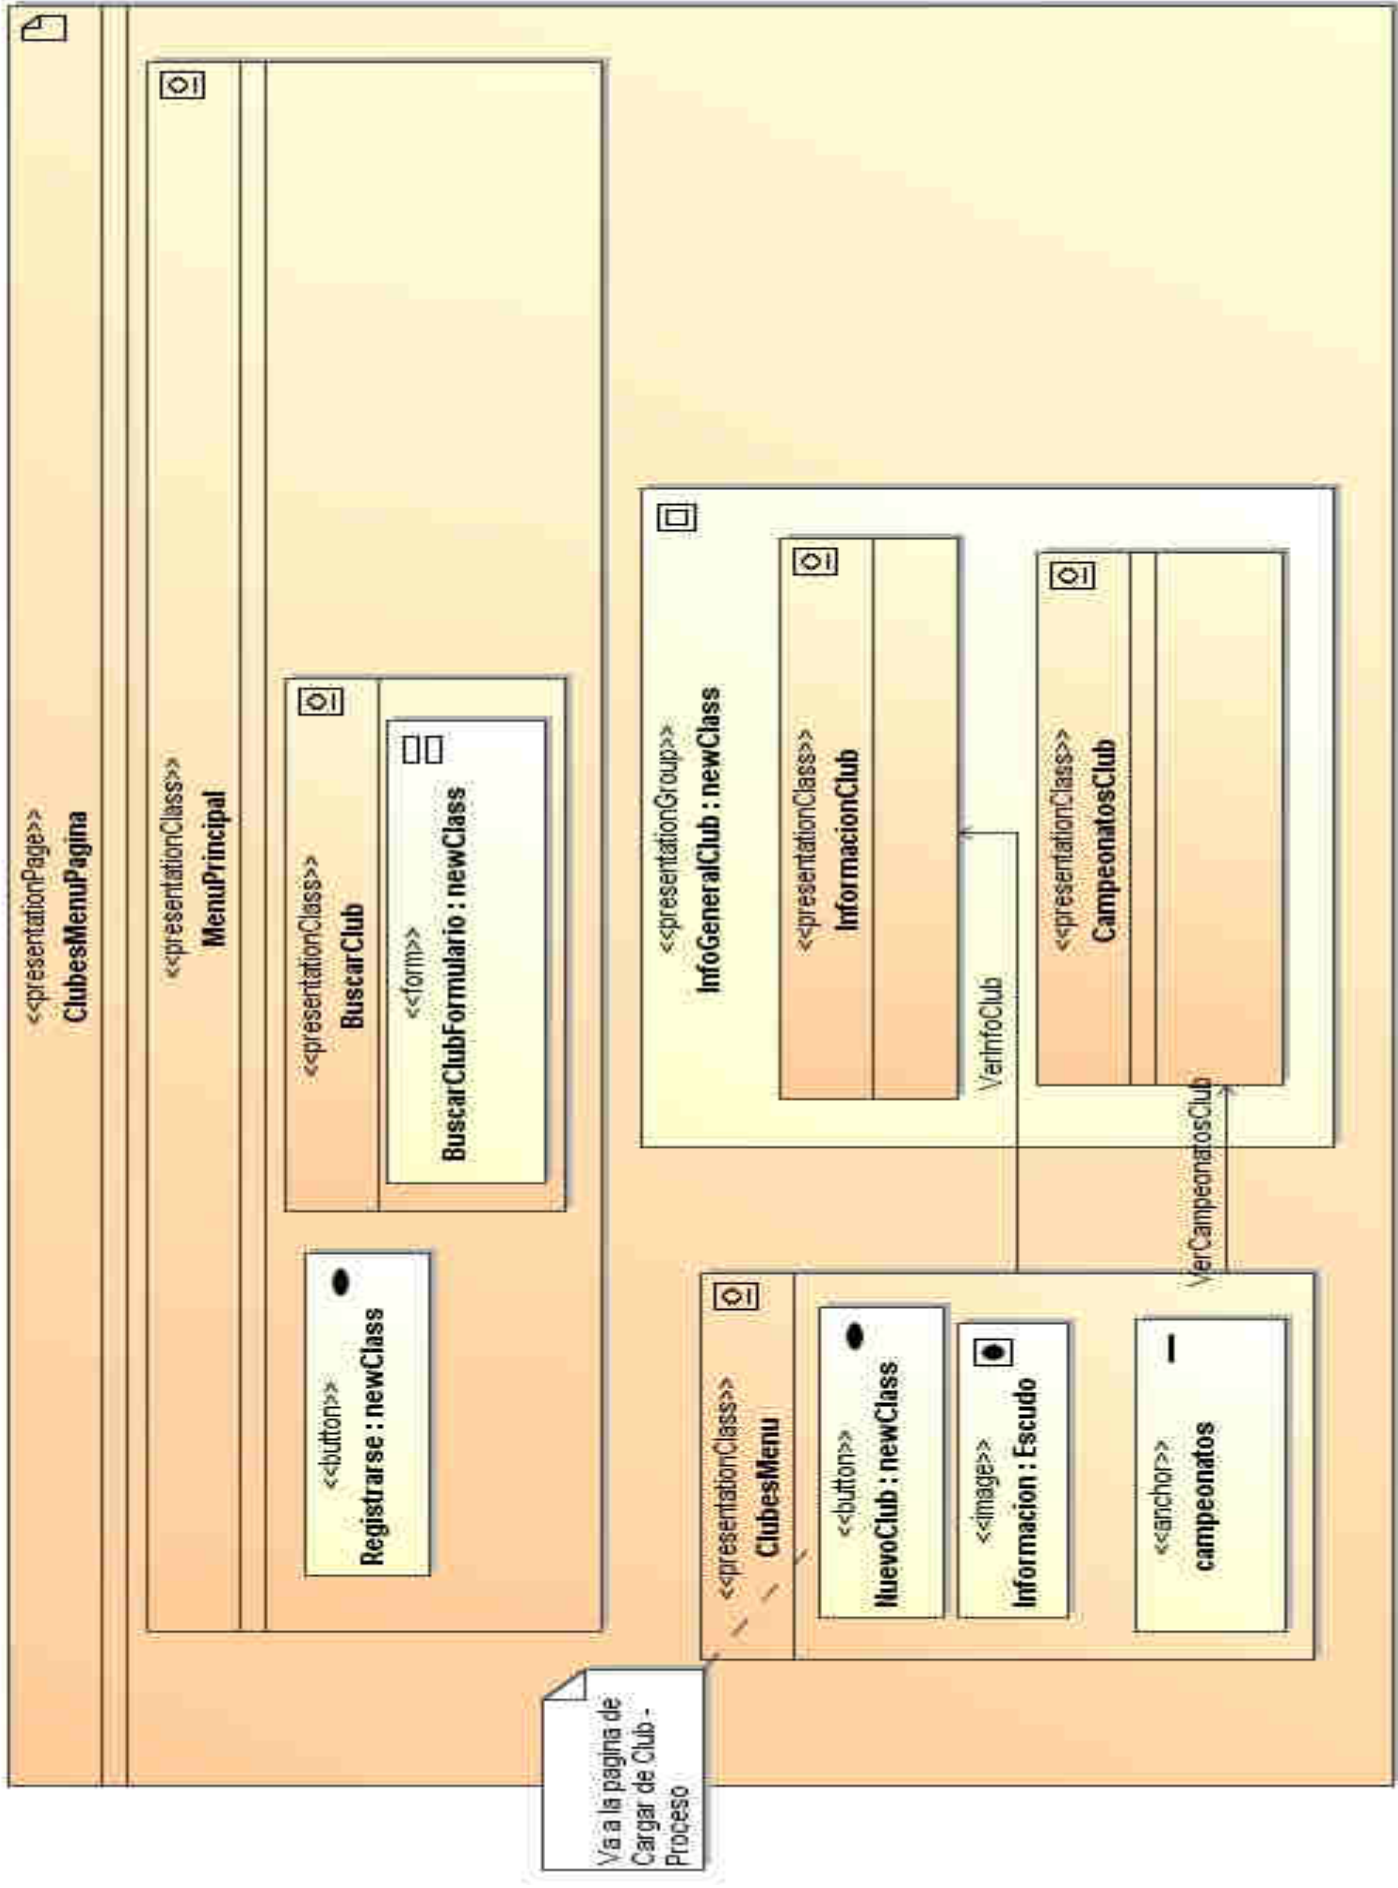 <<presentationPage>>
ClubesMenuPagina
<<presentationClass>>
MenuPrincipal
<<button>>
Registrarse : newClass
<<presentationClass>>
BuscarClub
<<form>>
BuscarClubFormulario : newClass
Va a la pagina de
Cargar de Club -
Proceso
<<presentationClass>>
ClubesMenu
<<button>>
NuevoClub : newClass
<<image>>
Informacion : Escudo
<<anchor>>
campeonatos
VerInfoClub
VerCampeonatosClub
<<presentationGroup>>
InfoGeneralClub : newClass
<<presentationClass>>
InformacionClub
<<presentationClass>>
CampeonatosClub